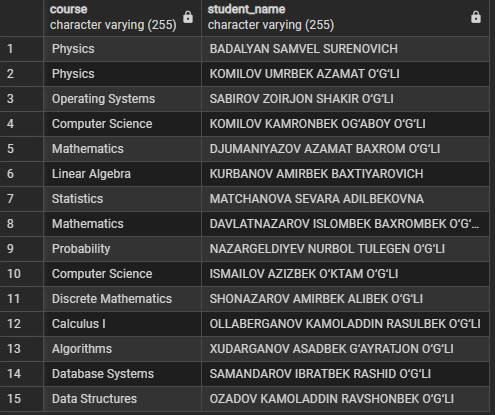 course student_name
character varying (255) character varying (255)
1 Physics BADALYAN SAMVEL SURENOVICH
2 Physics KOMILOV UMRBEK AZAMAT O‘G‘LI
3 Operating Systems SABIROV ZOIRJON SHAKIR O‘G‘LI
4 Computer Science KOMILOV KAMRONBEK OG‘ABOY O‘G‘LI
5 Mathematics DJUMANIYAZOV AZAMAT BAXROM O‘G‘LI
6 Linear Algebra KURBANOV AMIRBEK BAXTIYAROVICH
7 Statistics MATCHANOVA SEVARA ADILBEKOVNA
8 Mathematics DAVLATNAZAROV ISLOMBEK BAXROMBEK O‘G‘...
9 Probability NAZARGELDIYEV NURBOL TULEGEN O‘G‘LI
10 Computer Science ISMAILOV AZIZBEK O‘KTAM O‘G‘LI
11 Discrete Mathematics SHONAZAROV AMIRBEK ALIBEK O‘G‘LI
12 Calculus I OLLABERGANOV KAMOLADDIN RASULBEK O‘G‘LI
13 Algorithms XUDARGANOV ASADBEK G‘AYRATJON O‘G‘LI
14 Database Systems SAMANDAROV IBRATBEK RASHID O‘G‘LI
15 Data Structures OZADOV KAMOLADDIN RAVSHONBEK O‘G‘LI